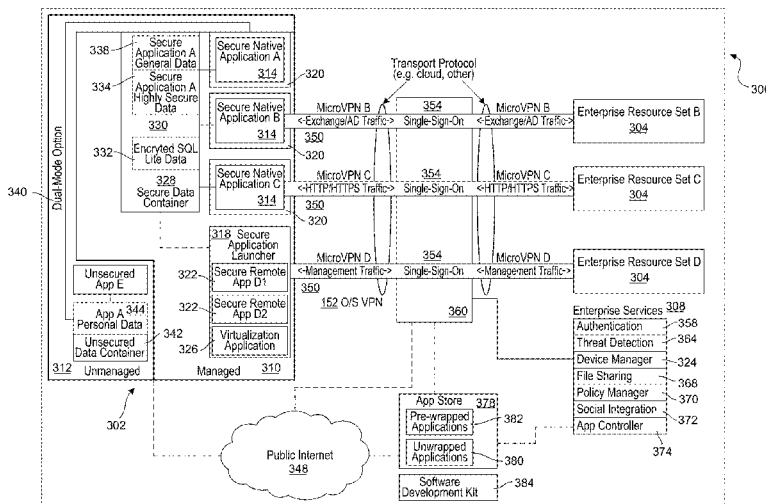 338
Secure
Application A
General Data
334
Secure
Application A
Highly Secure
Data
330
332
Encryted SQL
Lite Data
328
Secure Data
Container
340
Dual-Mode Option
Secure Native
Application A
314
320
Secure Native
Application B
314
320
Secure Native
Application C
314
320
318 Secure
Application
Launcher
322
Secure Remote
App D1
322
Secure Remote
App D2
326
Virtualization
Application
Unsecured
App E
App A 344
Personal Data
342
Unsecured
Data Container
312 Unmanaged
Managed 310
302
Transport Protocol
(e.g. cloud, other)
MicroVPN B
<-Exchange/AD Traffic->
350
354
Single-Sign-On
MicroVPN B
<-Exchange/AD Traffic->
Enterprise Resource Set B
304
MicroVPN C
<-HTTP/HTTPS Traffic->
350
354
Single-Sign-On
MicroVPN C
<-HTTP/HTTPS Traffic->
Enterprise Resource Set C
304
MicroVPN D
<-Management Traffic->
350
354
Single-Sign-On
MicroVPN D
<-Management Traffic->
Enterprise Resource Set D
304
152 O/S VPN
360
Enterprise Services 308
Authentication 358
Threat Detection 364
Device Manager 324
File Sharing 368
Policy Manager 370
Social Integration 372
App Controller
374
App Store 378
Pre-wrapped
Applications
382
Unwrapped
Applications
380
Software
Development Kit
384
Public Internet
348